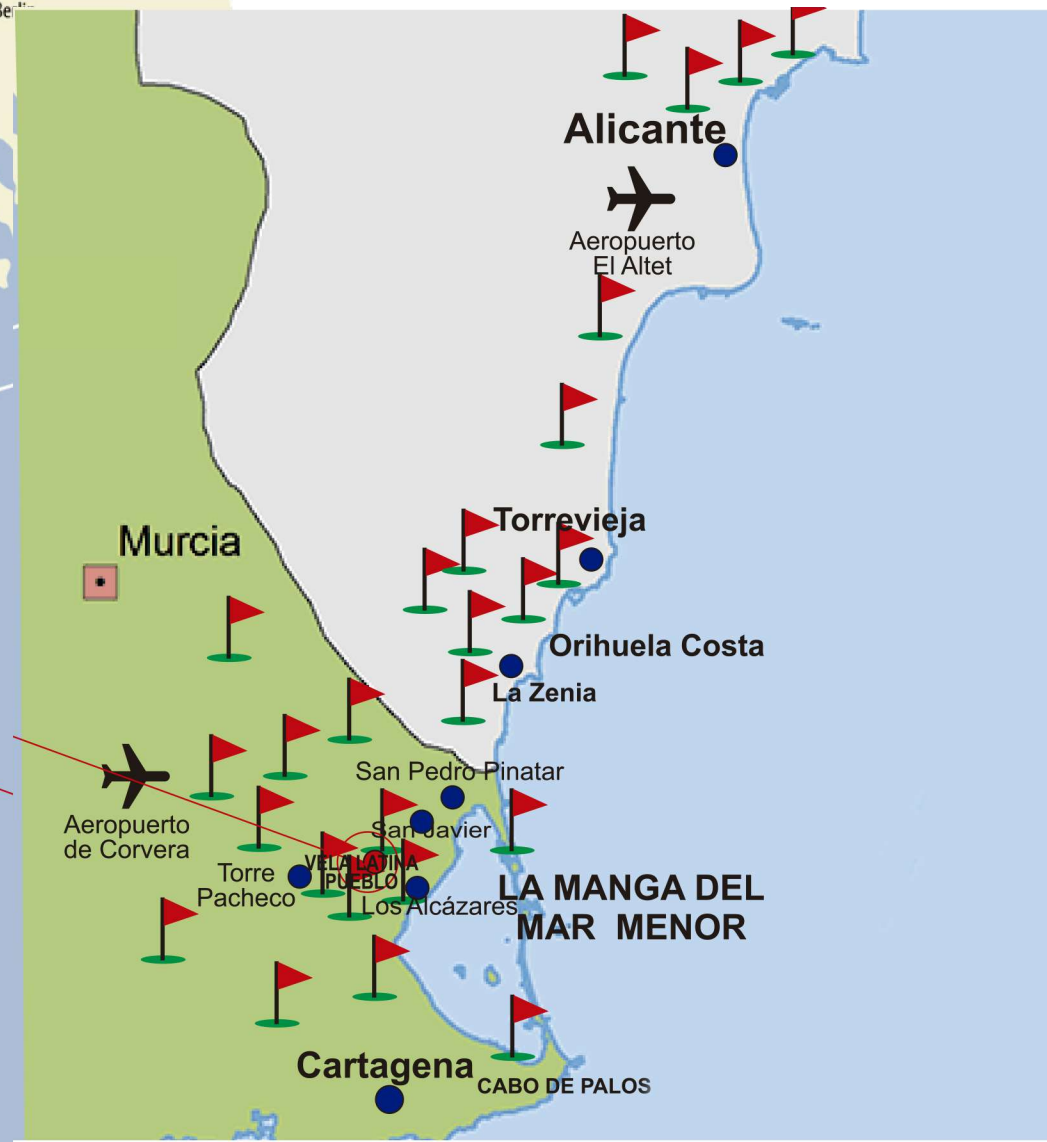 Alicante
Aeropuerto
El Altet
Torrevieja
Murcia
Orihuela Costa
La Zenia
San Pedro Pinatar
San Javier
Aeropuerto
de Corvera
VELA LATINA
PUEBLO
Torre
Pacheco
Los Alcázares
LA MANGA DEL
MAR MENOR
Cartagena
CABO DE PALOS